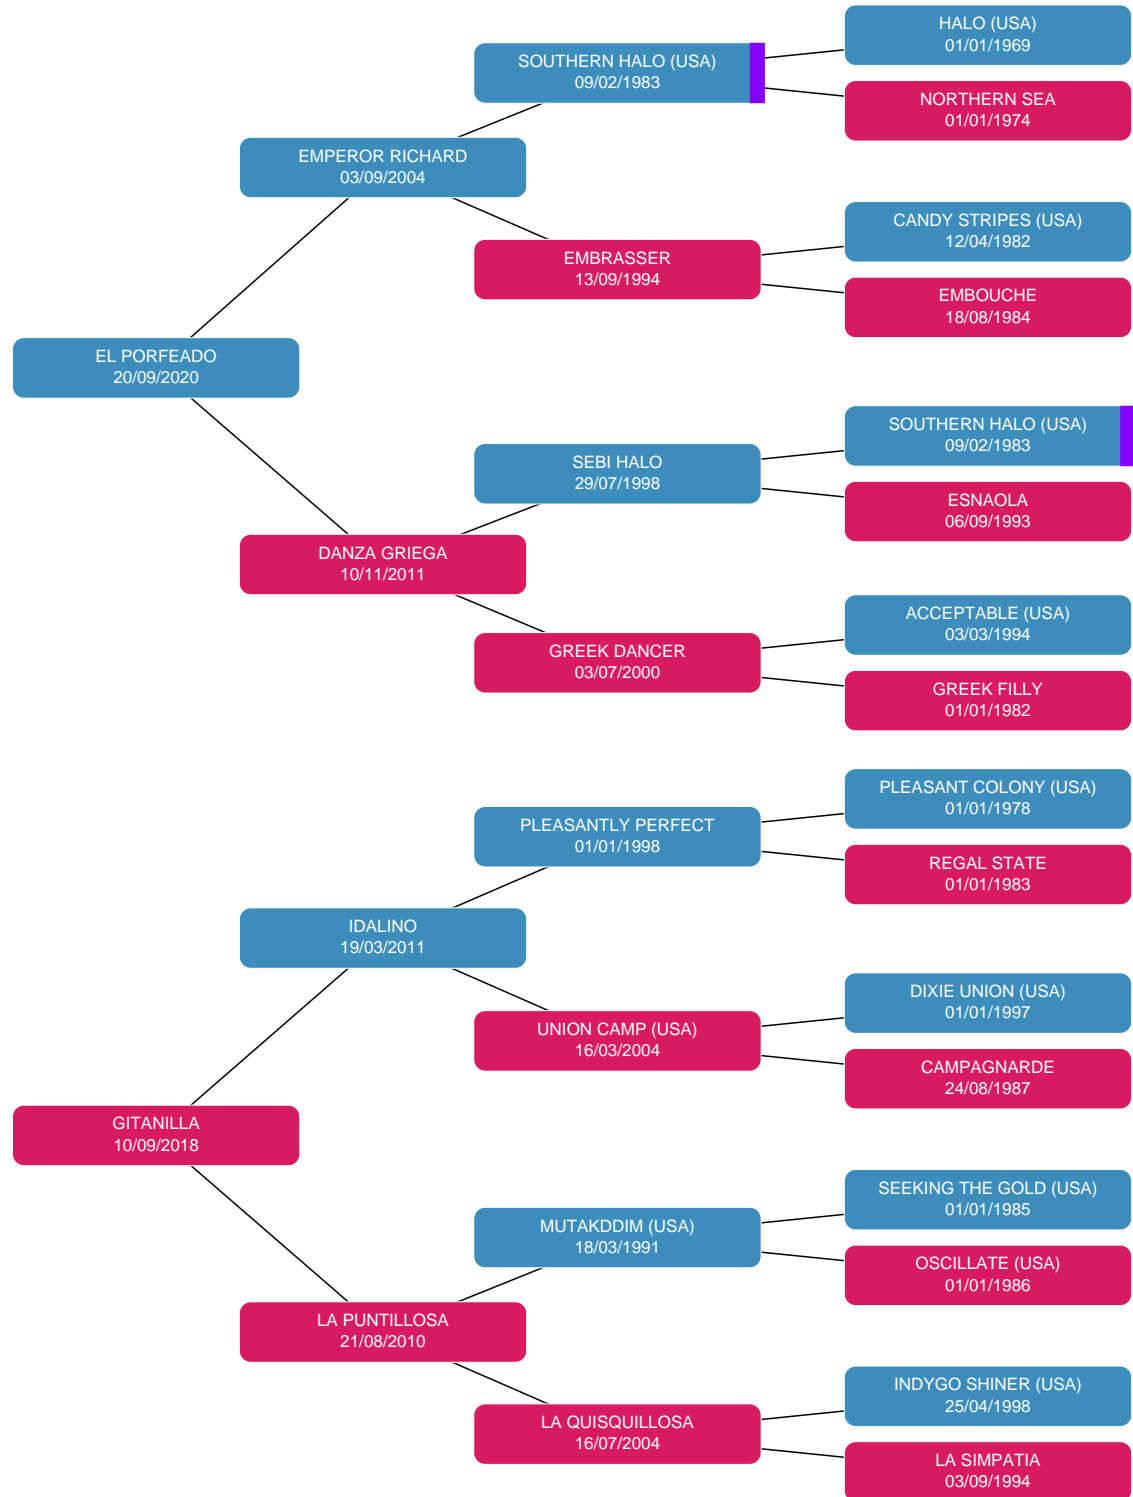 HALO (USA)
01/01/1969
SOUTHERN HALO (USA)
09/02/1983
NORTHERN SEA
01/01/1974
EMPEROR RICHARD
03/09/2004
CANDY STRIPES (USA)
12/04/1982
EMBRASSER
13/09/1994
EMBOUCHE
18/08/1984
EL PORFEADO
20/09/2020
SOUTHERN HALO (USA)
09/02/1983
SEBI HALO
29/07/1998
ESNAOLA
06/09/1993
DANZA GRIEGA
10/11/2011
ACCEPTABLE (USA)
03/03/1994
GREEK DANCER
03/07/2000
GREEK FILLY
01/01/1982
PLEASANT COLONY (USA)
01/01/1978
PLEASANTLY PERFECT
01/01/1998
REGAL STATE
01/01/1983
IDALINO
19/03/2011
DIXIE UNION (USA)
01/01/1997
UNION CAMP (USA)
16/03/2004
CAMPAGNARDE
24/08/1987
GITANILLA
10/09/2018
SEEKING THE GOLD (USA)
01/01/1985
MUTAKDDIM (USA)
18/03/1991
OSCILLATE (USA)
01/01/1986
LA PUNTILLOSA
21/08/2010
INDYGO SHINER (USA)
25/04/1998
LA QUISQUILLOSA
16/07/2004
LA SIMPATIA
03/09/1994